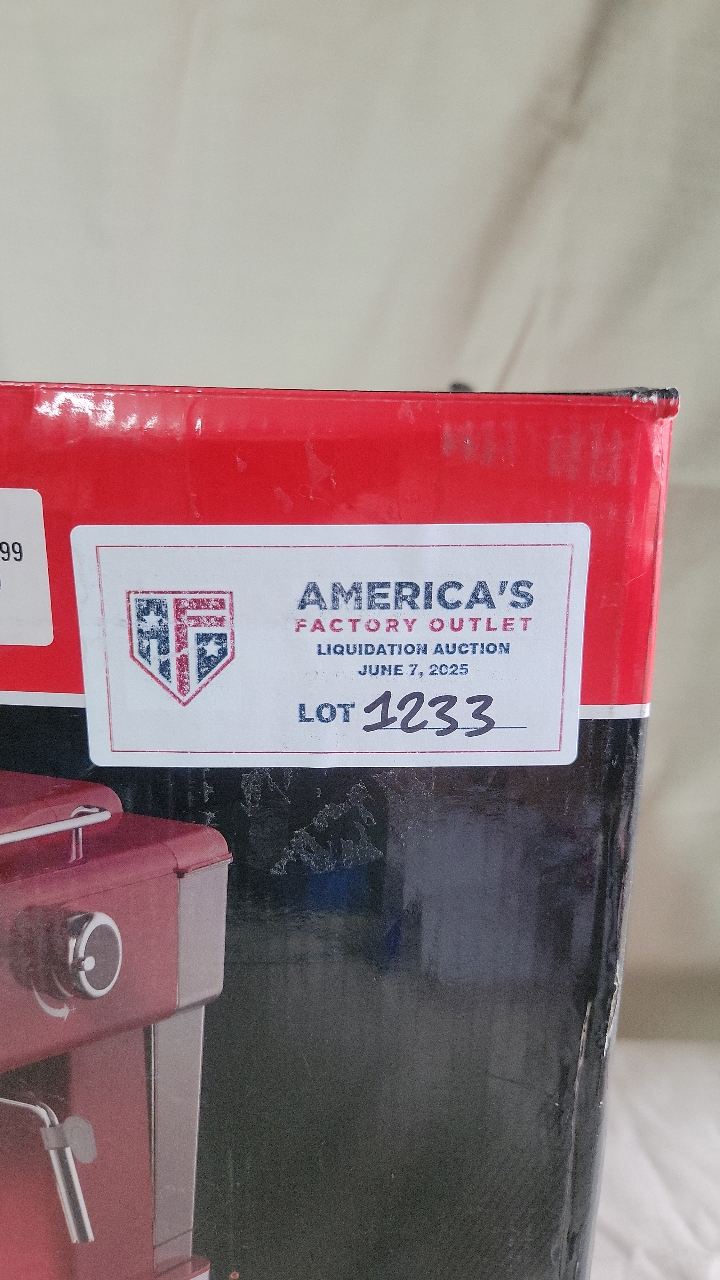 99
AMERICA'S
FACTORY OUTLET
LIQUIDATION AUCTION
JUNE 7, 2025
LOT 1233